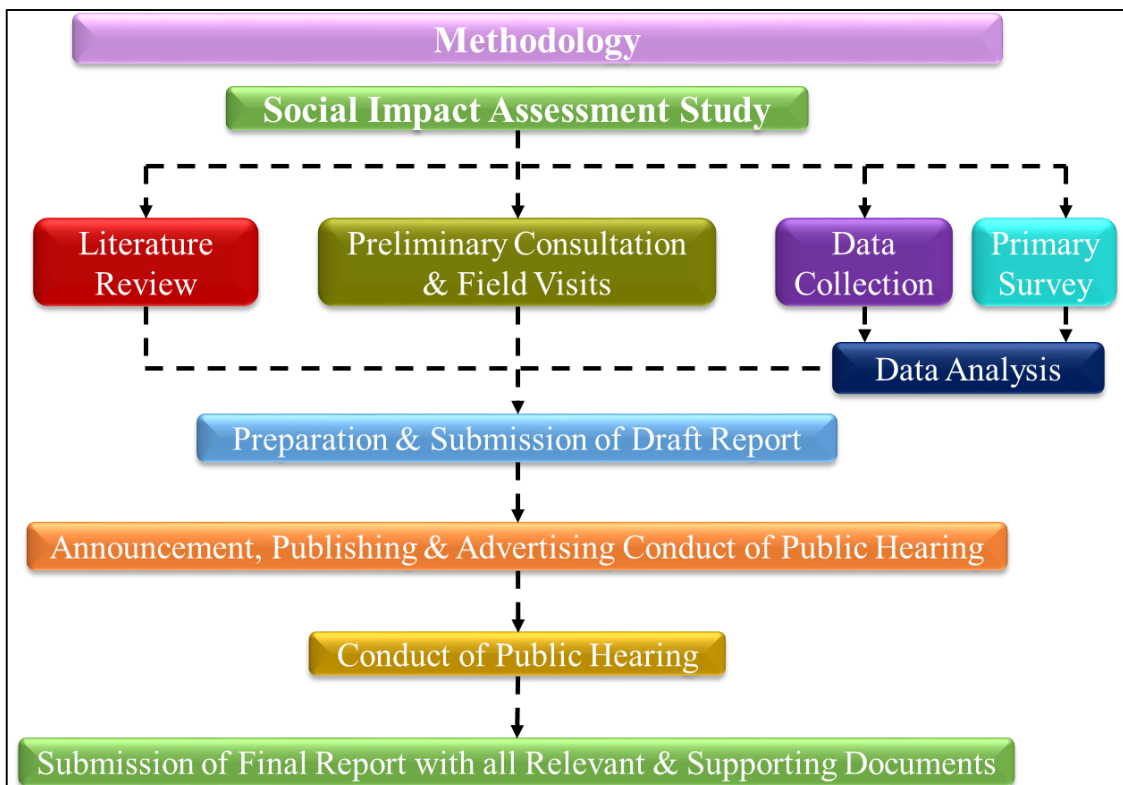 Methodology
Social Impact Assessment Study
Literature
Review
Preliminary Consultation
& Field Visits
Data
Collection
Primary
Survey
Data Analysis
Preparation & Submission of Draft Report
Announcement, Publishing & Advertising Conduct of Public Hearing
Conduct of Public Hearing
Submission of Final Report with all Relevant & Supporting Documents